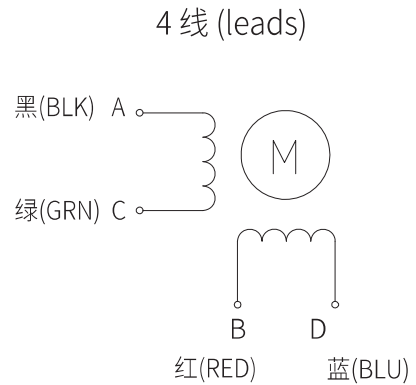 4 线 (leads)
黑(BLK) A
M
绿(GRN) C
B D
红(RED) 蓝(BLU)